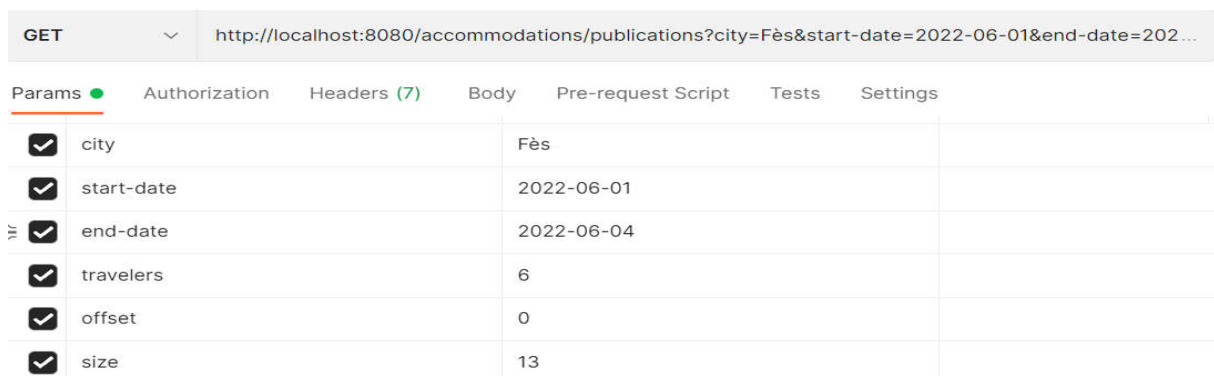 GET http://localhost:8080/accommodations/publications?city=Fès&start-date=2022-06-01&end-date=202...
Params Authorization Headers (7) Body Pre-request Script Tests Settings
city Fès
start-date 2022-06-01
end-date 2022-06-04
travelers 6
offset 0
size 13